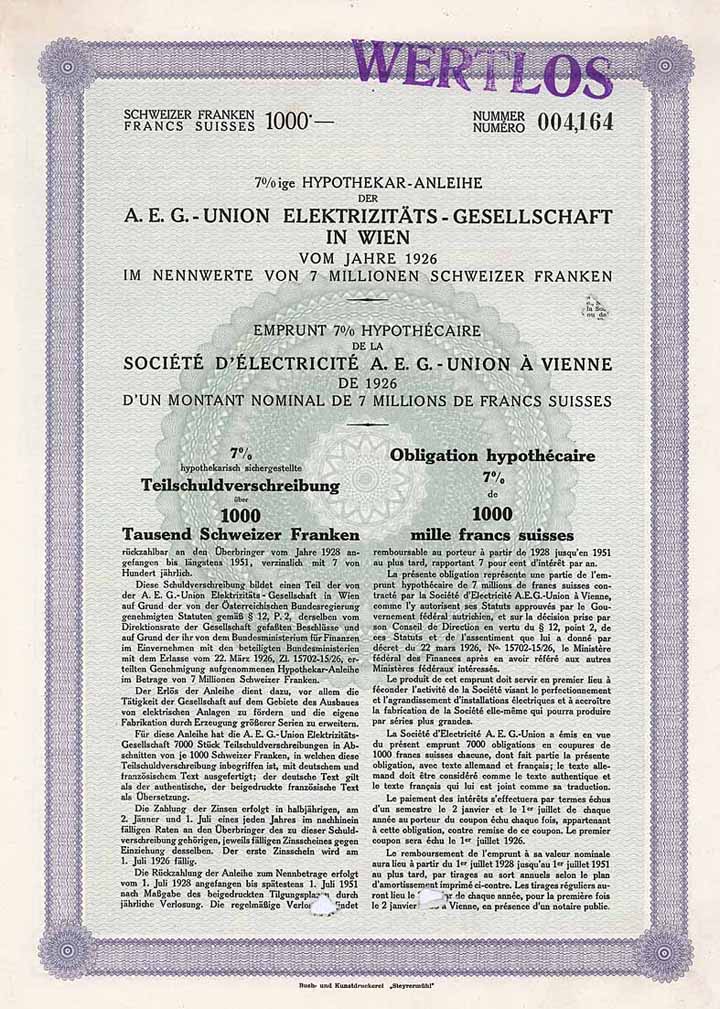 WERTLOS
SCHWEIZER FRANKEN
FRANCS SUISSES 1000·—
NUMMER
NUMÉRO 004,164
7%ige HYPOTHEKAR-ANLEIHE
DER
A. E. G.-UNION ELEKTRIZITÄTS-GESELLSCHAFT
IN WIEN
VOM JAHRE 1926
IM NENNWERTE VON 7 MILLIONEN SCHWEIZER FRANKEN
EMPRUNT 7% HYPOTHÉCAIRE
DE LA
SOCIÉTÉ D'ÉLECTRICITÉ A. E. G.-UNION À VIENNE
DE 1926
D'UN MONTANT NOMINAL DE 7 MILLIONS DE FRANCS SUISSES
7%
hypothekarisch sichergestellte
Teilschuldverschreibung
über
1000
Tausend Schweizer Franken
rückzahlbar an den Überbringer vom Jahre 1928 an-
gefangen bis längstens 1951, verzinslich mit 7 von
Hundert jährlich.
Diese Schuldverschreibung bildet einen Teil der von
der A. E. G.-Union Elektrizitäts-Gesellschaft in Wien
auf Grund der von der Österreichischen Bundesregierung
genehmigten Statuten gemäß § 12, P. 2, derselben vom
Direktionsrate der Gesellschaft gefaßten Beschlüsse und
auf Grund der ihr von dem Bundesministerium für Finanzen
im Einvernehmen mit den beteiligten Bundesministerien
mit dem Erlasse vom 22. März 1926, Zl. 15702-15/26, er-
teilten Genehmigung aufgenommenen Hypothekar-Anleihe
im Betrage von 7 Millionen Schweizer Franken.
Der Erlös der Anleihe dient dazu, vor allem die
Tätigkeit der Gesellschaft auf dem Gebiete des Ausbaues
von elektrischen Anlagen zu fördern und die eigene
Fabrikation durch Erzeugung größerer Serien zu erweitern.
Für diese Anleihe hat die A. E. G.-Union Elektrizitäts-
Gesellschaft 7000 Stück Teilschuldverschreibungen in Ab-
schnitten von je 1000 Schweizer Franken, in welchen diese
Teilschuldverschreibung inbegriffen ist, mit deutschem und
französischem Text ausgefertigt; der deutsche Text gilt
als der authentische, der beigedruckte französische Text
als Übersetzung.
Die Zahlung der Zinsen erfolgt in halbjährigen, am
2. Jänner und 1. Juli eines jeden Jahres im nachhinein
fälligen Raten an den Überbringer des zu dieser Schuld-
verschreibung gehörigen, jeweils fälligen Zinsscheines gegen
Einziehung desselben. Der erste Zinsschein wird am
1. Juli 1926 fällig.
Die Rückzahlung der Anleihe zum Nennbetrage erfolgt
vom 1. Juli 1928 angefangen bis spätestens 1. Juli 1951
nach Maßgabe des beigedruckten Tilgungsplanes durch
jährliche Verlosung. Die regelmäßige Verlosung findet
Obligation hypothécaire
7%
de
1000
mille francs suisses
remboursable au porteur à partir de 1928 jusqu'en 1951
au plus tard, rapportant 7 pour cent d'intérêt par an.
La présente obligation représente une partie de l'em-
prunt hypothécaire de 7 millions de francs suisses con-
tracté par la Société d'Electricité A.E.G.-Union à Vienne,
comme l'y autorisent ses Statuts approuvés par le Gou-
vernement fédéral autrichien, et sur la décision prise par
son Conseil de Direction en vertu du § 12, point 2, de
ces Statuts et de l'assentiment que lui a donné par
décret du 22 mars 1926, No. 15702-15/26, le Ministère
fédéral des Finances après en avoir référé aux autres
Ministères fédéraux intéressés.
Le produit de cet emprunt doit servir en premier lieu à
féconder l'activité de la Société visant le perfectionnement
et l'agrandissement d'installations électriques et à accroître
la fabrication de la Société elle-même qui pourra produire
par séries plus grandes.
La Société d'Electricité A. E. G.-Union a émis en vue
du présent emprunt 7000 obligations en coupures de
1000 francs suisses chacune, dont fait partie la présente
obligation, avec texte allemand et français; le texte alle-
mand doit être considéré comme le texte authentique et
le texte français qui lui est joint comme sa traduction.
Le paiement des intérêts s'effectuera par termes échus
d'un semestre le 2 janvier et le 1er juillet de chaque
année au porteur du coupon échu chaque fois, appartenant
à cette obligation, contre remise de ce coupon. Le premier
coupon sera échu le 1er juillet 1926.
Le remboursement de l'emprunt à sa valeur nominale
aura lieu à partir du 1er juillet 1928 jusqu'au 1er juillet 1951
au plus tard, par tirages au sort annuels selon le plan
d'amortissement imprimé ci-contre. Les tirages réguliers au-
ront lieu le de chaque année, pour la première fois
le 2 janvier à Vienne, en présence d'un notaire public.
Buch- und Kunstdruckerei „Steyrermühl"